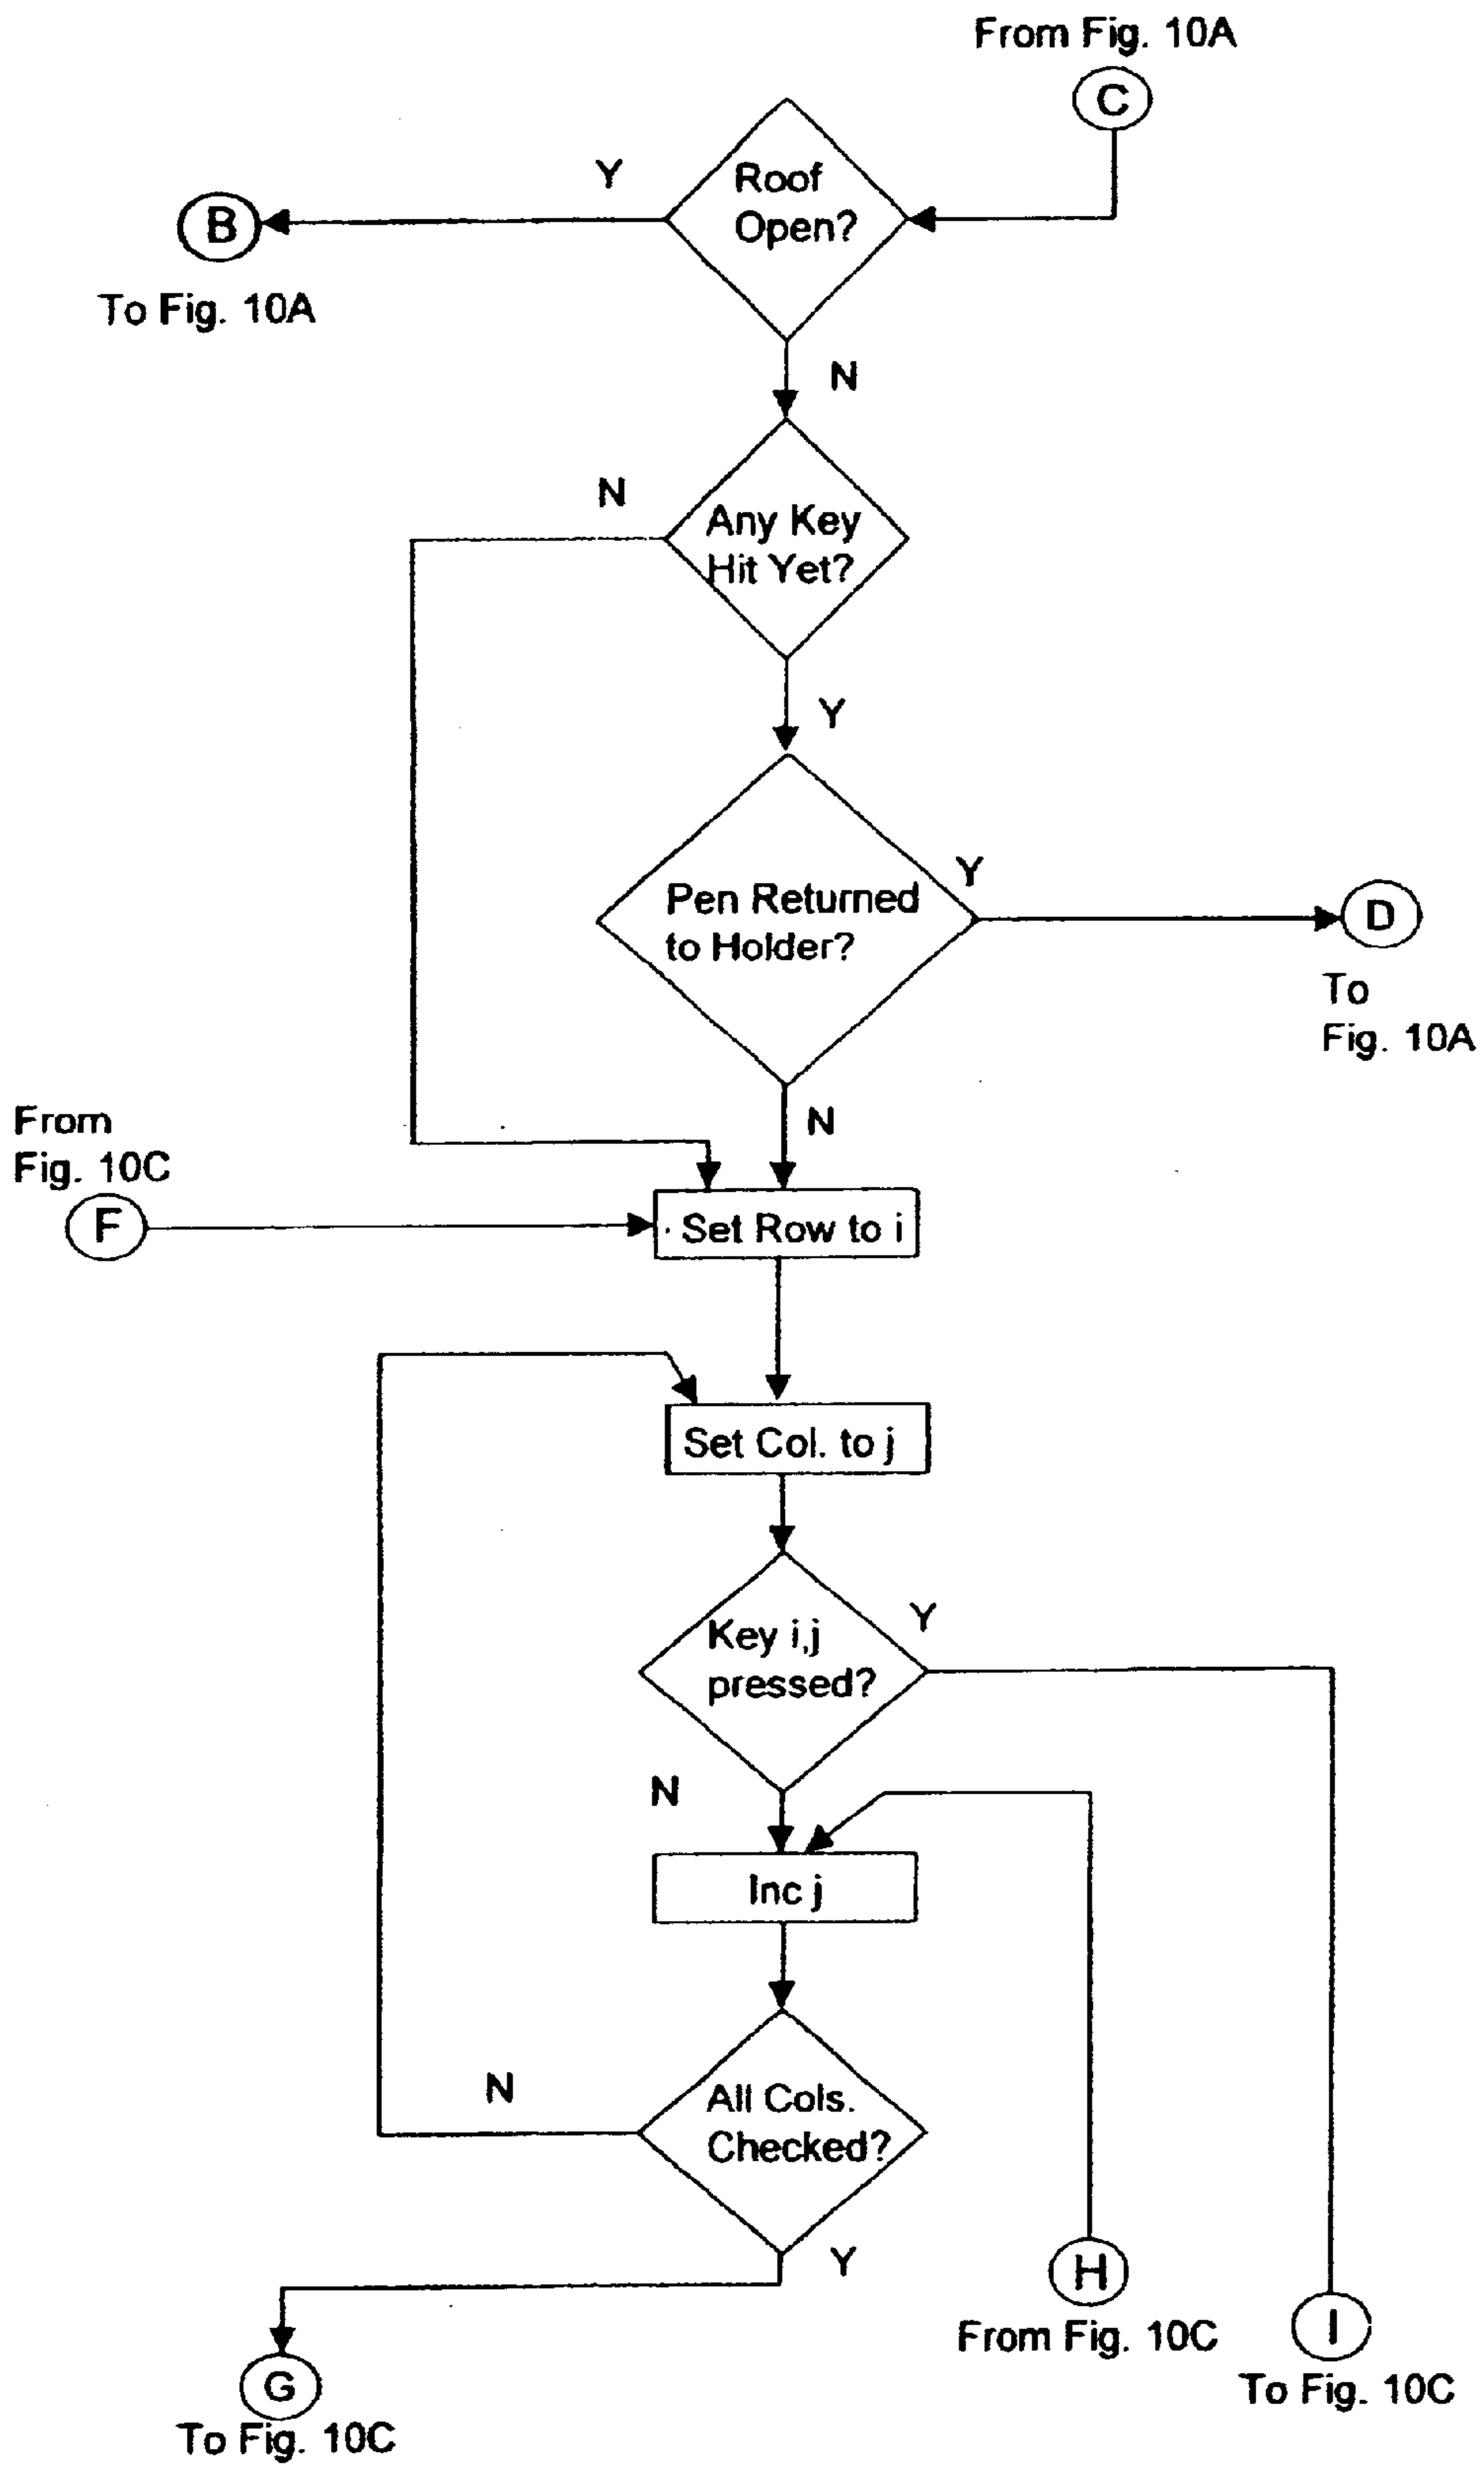 From Fig. 10A
C
Roof
Open?
Y
B
To Fig. 10A
N
Any Key
Hit Yet?
N
Y
Pen Returned
to Holder?
Y
D
To
Fig. 10A
N
From
Fig. 10C
F
Set Row to i
Set Col. to j
Key i,j
pressed?
Y
N
Inc j
All Cols.
Checked?
N
Y
H
From Fig. 10C
I
To Fig. 10C
G
To Fig. 10C